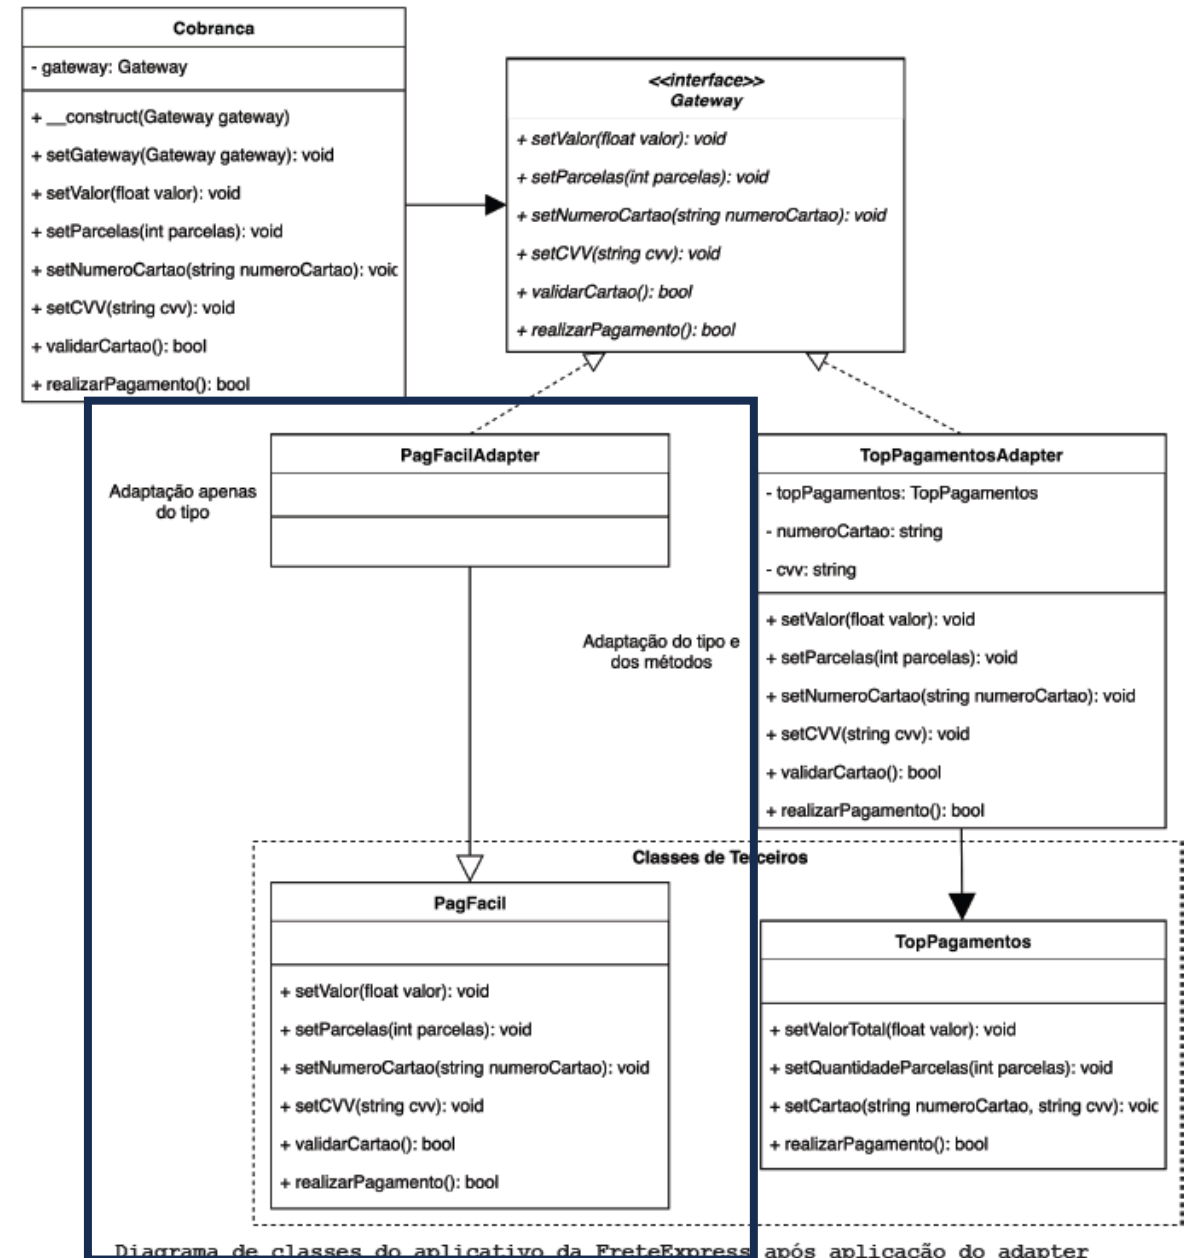 Cobranca
- gateway: Gateway
+ __construct(Gateway gateway)
+ setGateway(Gateway gateway): void
+ setValor(float valor): void
+ setParcelas(int parcelas): void
+ setNumeroCartao(string numeroCartao): voic
+ setCVV(string cvv): void
+ validarCartao(): bool
+ realizarPagamento(): bool
<<interface>>
Gateway
+ setValor(float valor): void
+ setParcelas(int parcelas): void
+ setNumeroCartao(string numeroCartao): void
+ setCVV(string cvv): void
+ validarCartao(): bool
+ realizarPagamento(): bool
PagFacilAdapter
Adaptação apenas
do tipo
TopPagamentosAdapter
- topPagamentos: TopPagamentos
- numeroCartao: string
- cvv: string
+ setValor(float valor): void
+ setParcelas(int parcelas): void
+ setNumeroCartao(string numeroCartao): void
+ setCVV(string cvv): void
+ validarCartao(): bool
+ realizarPagamento(): bool
Adaptação do tipo e
dos métodos
Classes de Terceiros
PagFacil
+ setValor(float valor): void
+ setParcelas(int parcelas): void
+ setNumeroCartao(string numeroCartao): void
+ setCVV(string cvv): void
+ validarCartao(): bool
+ realizarPagamento(): bool
TopPagamentos
+ setValorTotal(float valor): void
+ setQuantidadeParcelas(int parcelas): void
+ setCartao(string numeroCartao, string cvv): voic
+ realizarPagamento(): bool
Diagrama de classes do aplicativo da FreteExpress após aplicação do adapter